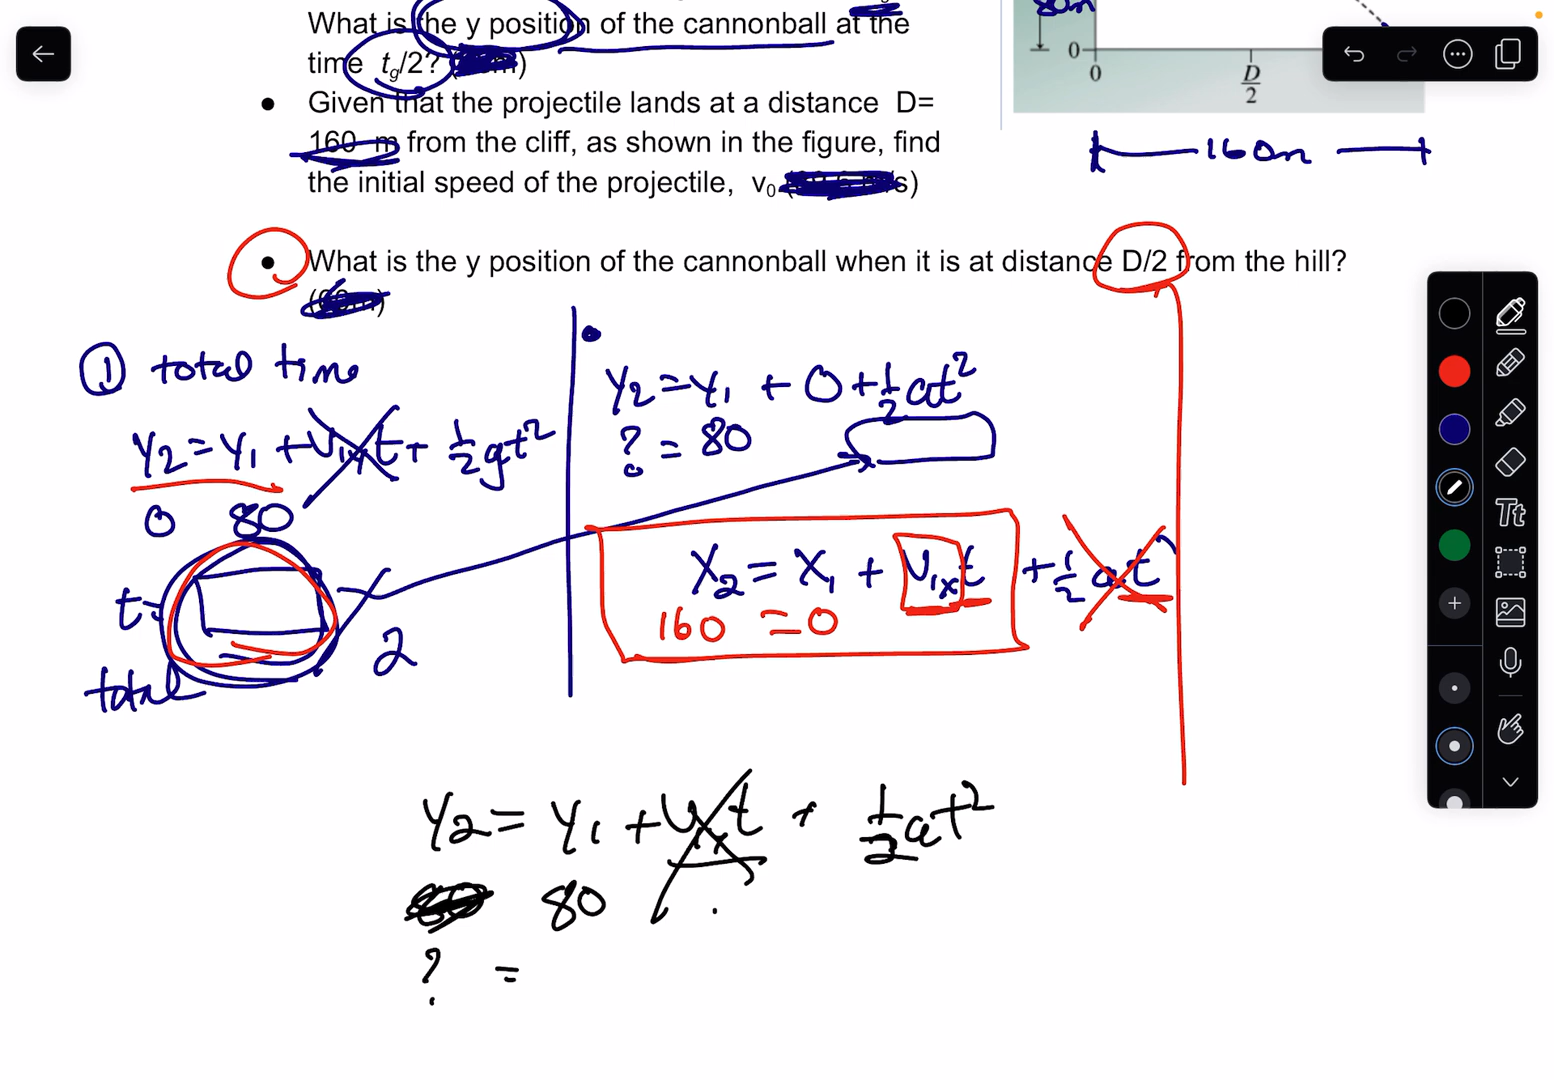 What is the y position of the cannonball at the
time t_g/2?
80m
0
0
D/2
• Given that the projectile lands at a distance D=
160 m from the cliff, as shown in the figure, find
the initial speed of the projectile, v₀ s)
160m
• What is the y position of the cannonball when it is at distance D/2 from the hill?
① total time
y₂ = y₁ + v₁yt + ½gt²
0 80
t
total
2
y₂ = y₁ + 0 + ½at²
? = 80
x₂ = x₁ + v₁ₓt + ½at
160 = 0
y₂ = y₁ + t + ½at²
80
? =
Tt